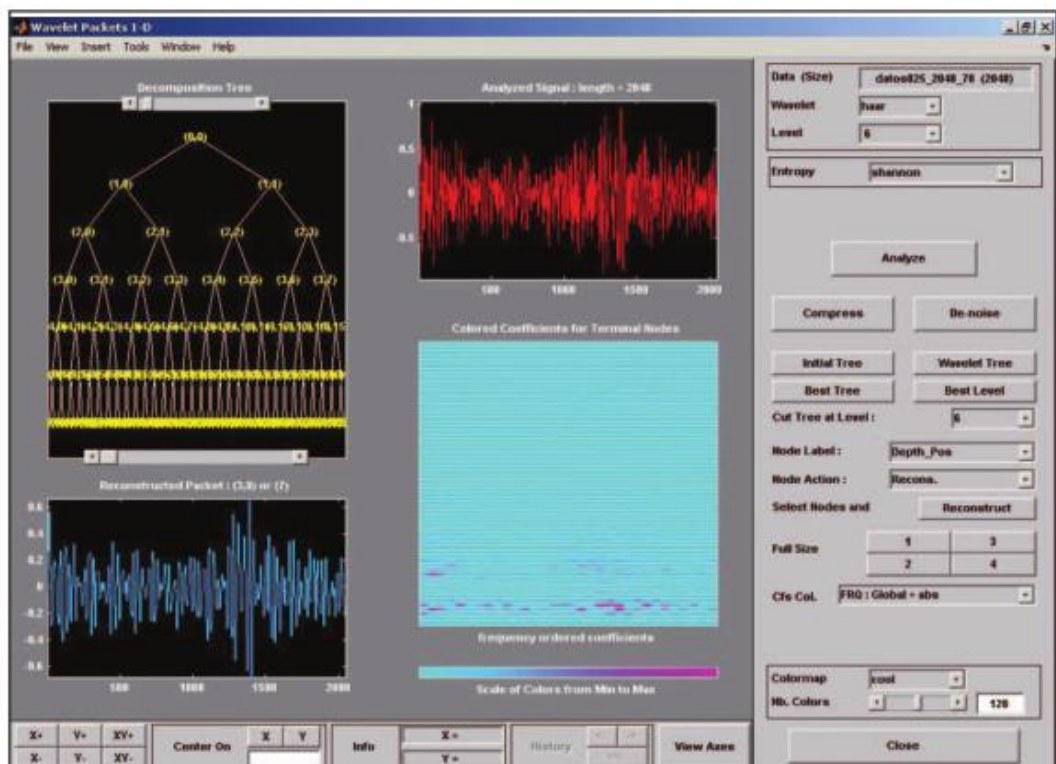 Wavelet Packets 1-D
File View Insert Tools Window Help
Decomposition Tree
(0,0)
(1,0) (1,1)
(2,0) (2,1) (2,2) (2,3)
(3,0) (3,1) (3,2) (3,3) (3,4) (3,5) (3,6) (3,7)
Analyzed Signal : length = 2048
1
0.5
0
-0.5
500 1000 1500 2000
Colored Coefficients for Terminal Nodes
frequency ordered coefficients
Scale of Colors from Min to Max
Reconstructed Packet : (3,0) or (7)
0.6
0.4
0.2
0
-0.2
-0.4
-0.6
500 1000 1500 2000
Data (Size) datos825_2048_78 (2048)
Wavelet haar
Level 6
Entropy shannon
Analyze
Compress De-noise
Initial Tree Wavelet Tree
Best Tree Best Level
Cut Tree at Level : 6
Node Label : Depth_Pos
Node Action : Recons.
Select Nodes and Reconstruct
Full Size 1 3
2 4
Cfs Col. FRQ : Global + abs
Colormap cool
Nb. Colors 128
Close
X+ Y+ XY+
X- Y- XY-
Center On X Y
Info X =
Y =
History
View Axes